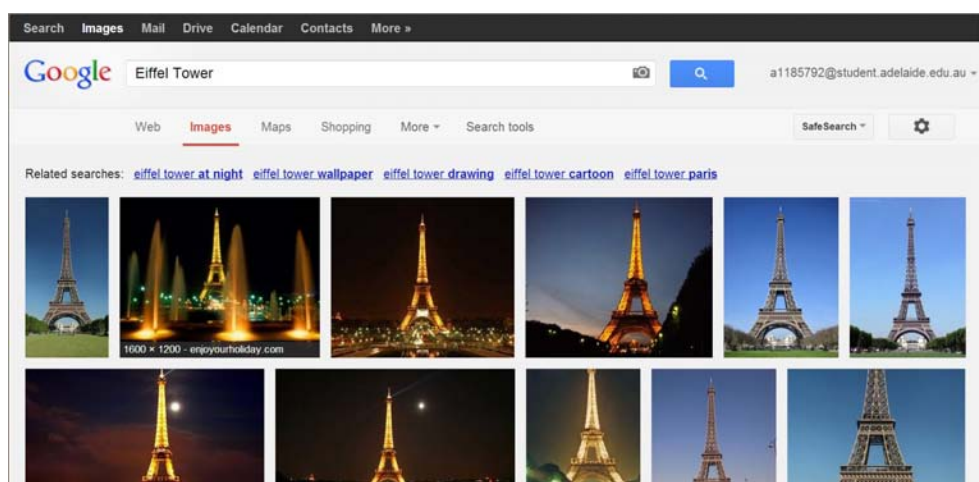 Search Images Mail Drive Calendar Contacts More »
Google Eiffel Tower a1185792@student.adelaide.edu.au
Web Images Maps Shopping More Search tools SafeSearch
Related searches: eiffel tower at night eiffel tower wallpaper eiffel tower drawing eiffel tower cartoon eiffel tower paris
1600 × 1200 - enjoyourholiday.com